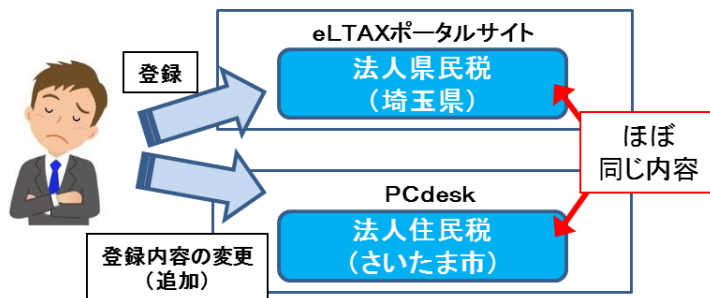 eLTAXポータルサイト
登録
法人県民税
（埼玉県）
ほぼ
同じ内容
PCdesk
法人住民税
（さいたま市）
登録内容の変更
（追加）